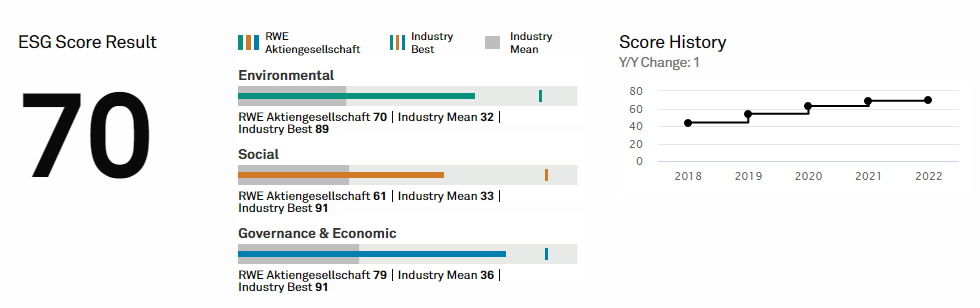 ESG Score Result
70
RWE
Aktiengesellschaft
Industry
Best
Industry
Mean
Environmental
RWE Aktiengesellschaft 70 | Industry Mean 32 |
Industry Best 89
Social
RWE Aktiengesellschaft 61 | Industry Mean 33 |
Industry Best 91
Governance & Economic
RWE Aktiengesellschaft 79 | Industry Mean 36 |
Industry Best 91
Score History
Y/Y Change: 1
80
60
40
20
0
2018 2019 2020 2021 2022